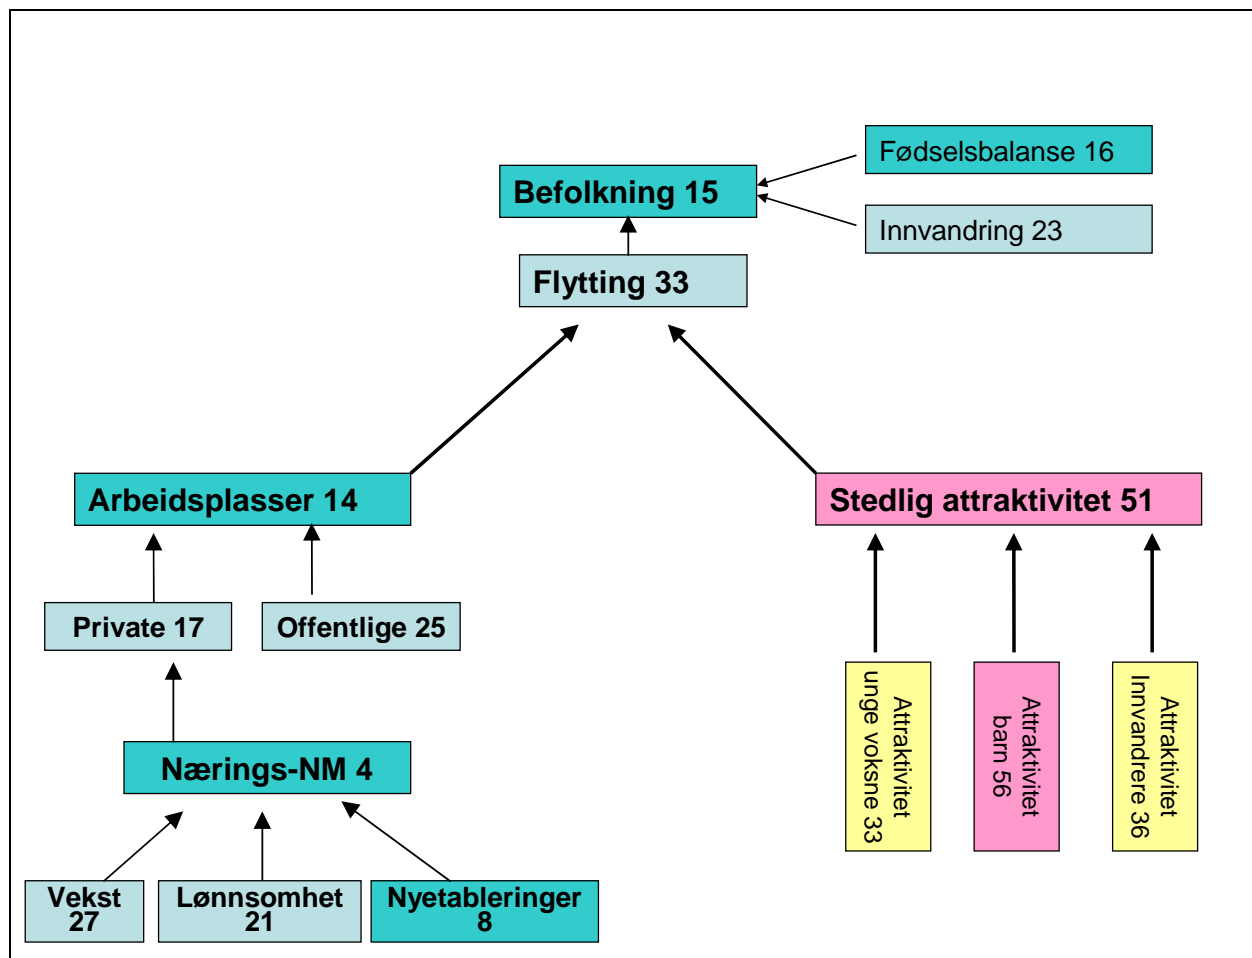 Fødselsbalanse 16
Befolkning 15
Innvandring 23
Flytting 33
Arbeidsplasser 14
Stedlig attraktivitet 51
Private 17
Offentlige 25
Attraktivitet
unge voksne 33
Attraktivitet
barn 56
Attraktivitet
Innvandrere 36
Nærings-NM 4
Vekst
27
Lønnsomhet
21
Nyetableringer
8